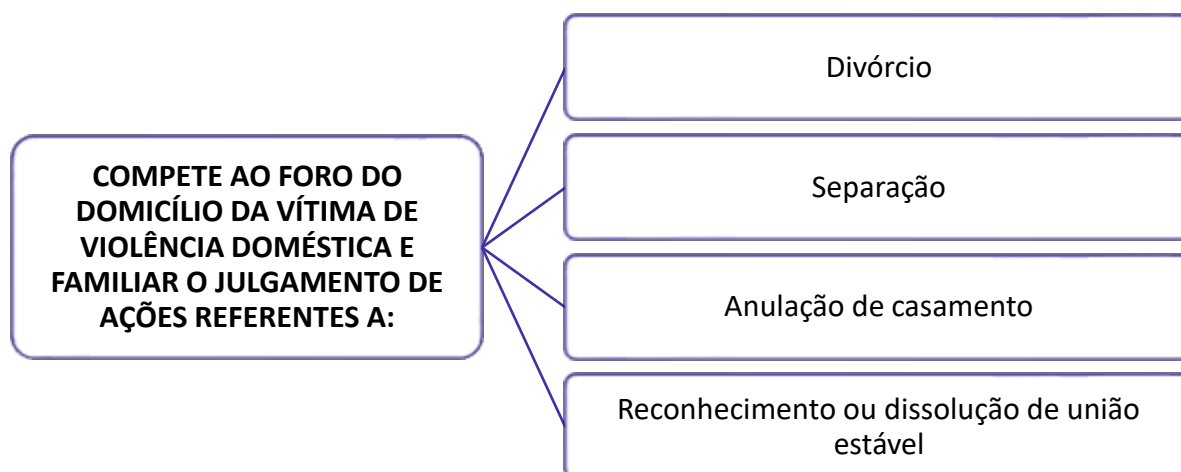 COMPETE AO FORO DO
DOMICÍLIO DA VÍTIMA DE
VIOLÊNCIA DOMÉSTICA E
FAMILIAR O JULGAMENTO DE
AÇÕES REFERENTES A:
Divórcio
Separação
Anulação de casamento
Reconhecimento ou dissolução de união
estável